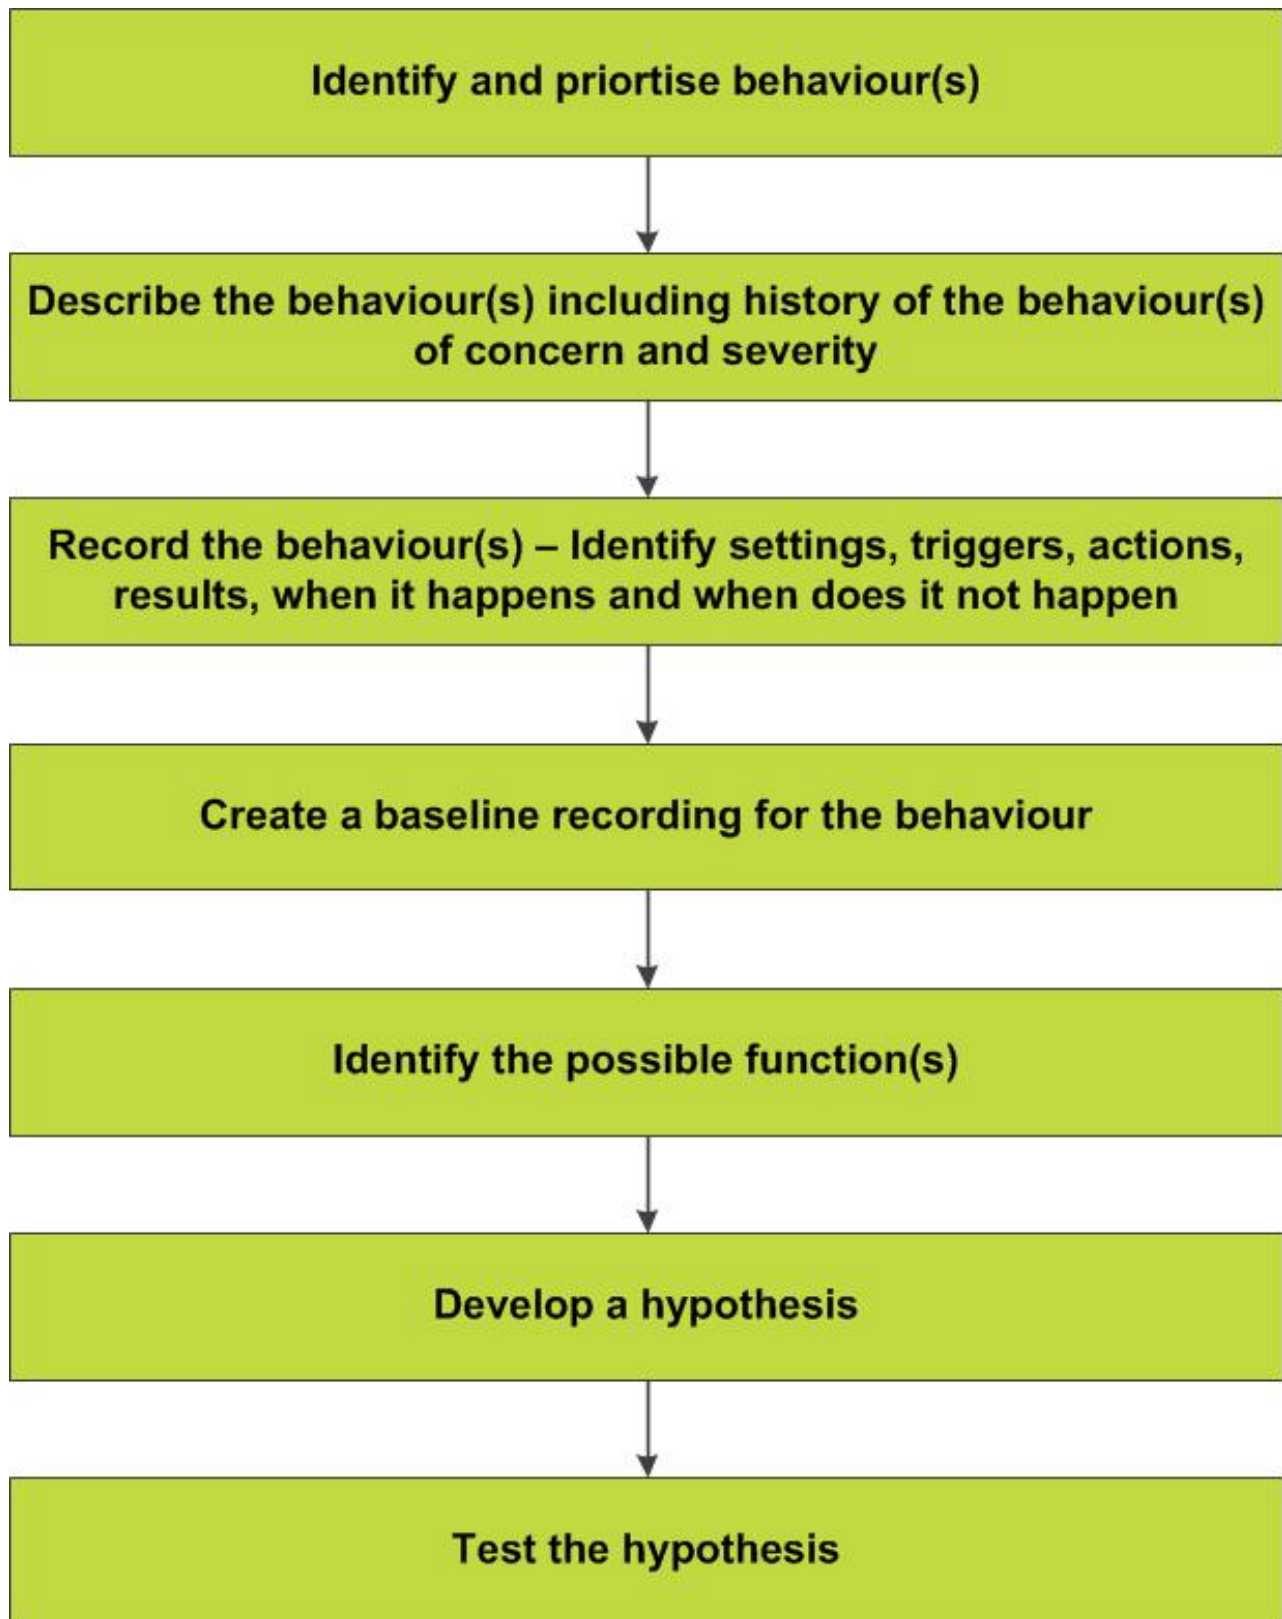 Identify and priortise behaviour(s)
Describe the behaviour(s) including history of the behaviour(s)
of concern and severity
Record the behaviour(s) – Identify settings, triggers, actions,
results, when it happens and when does it not happen
Create a baseline recording for the behaviour
Identify the possible function(s)
Develop a hypothesis
Test the hypothesis